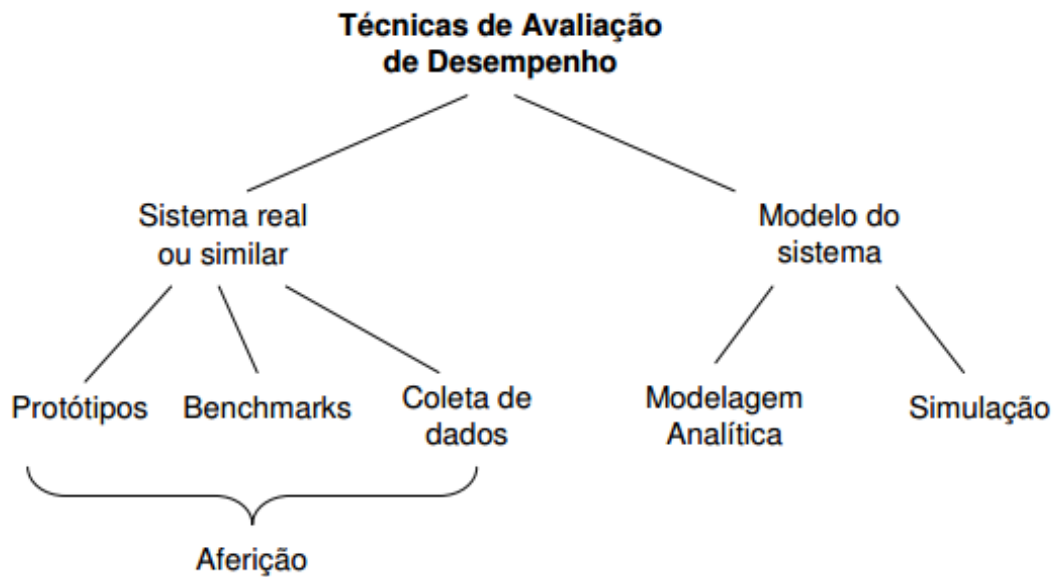 Técnicas de Avaliação
de Desempenho
Sistema real
ou similar
Modelo do
sistema
Protótipos
Benchmarks
Coleta de
dados
Modelagem
Analítica
Simulação
Aferição